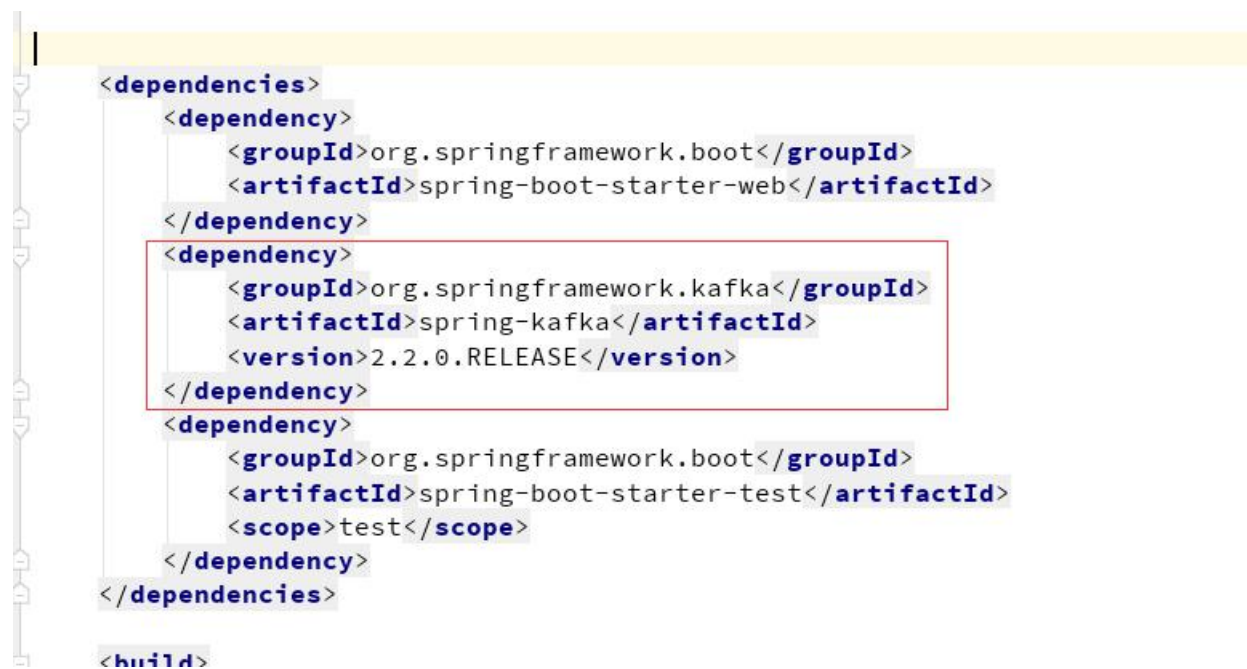 <dependencies>
<dependency>
<groupId>org.springframework.boot</groupId>
<artifactId>spring-boot-starter-web</artifactId>
</dependency>
<dependency>
<groupId>org.springframework.kafka</groupId>
<artifactId>spring-kafka</artifactId>
<version>2.2.0.RELEASE</version>
</dependency>
<dependency>
<groupId>org.springframework.boot</groupId>
<artifactId>spring-boot-starter-test</artifactId>
<scope>test</scope>
</dependency>
</dependencies>
<build>